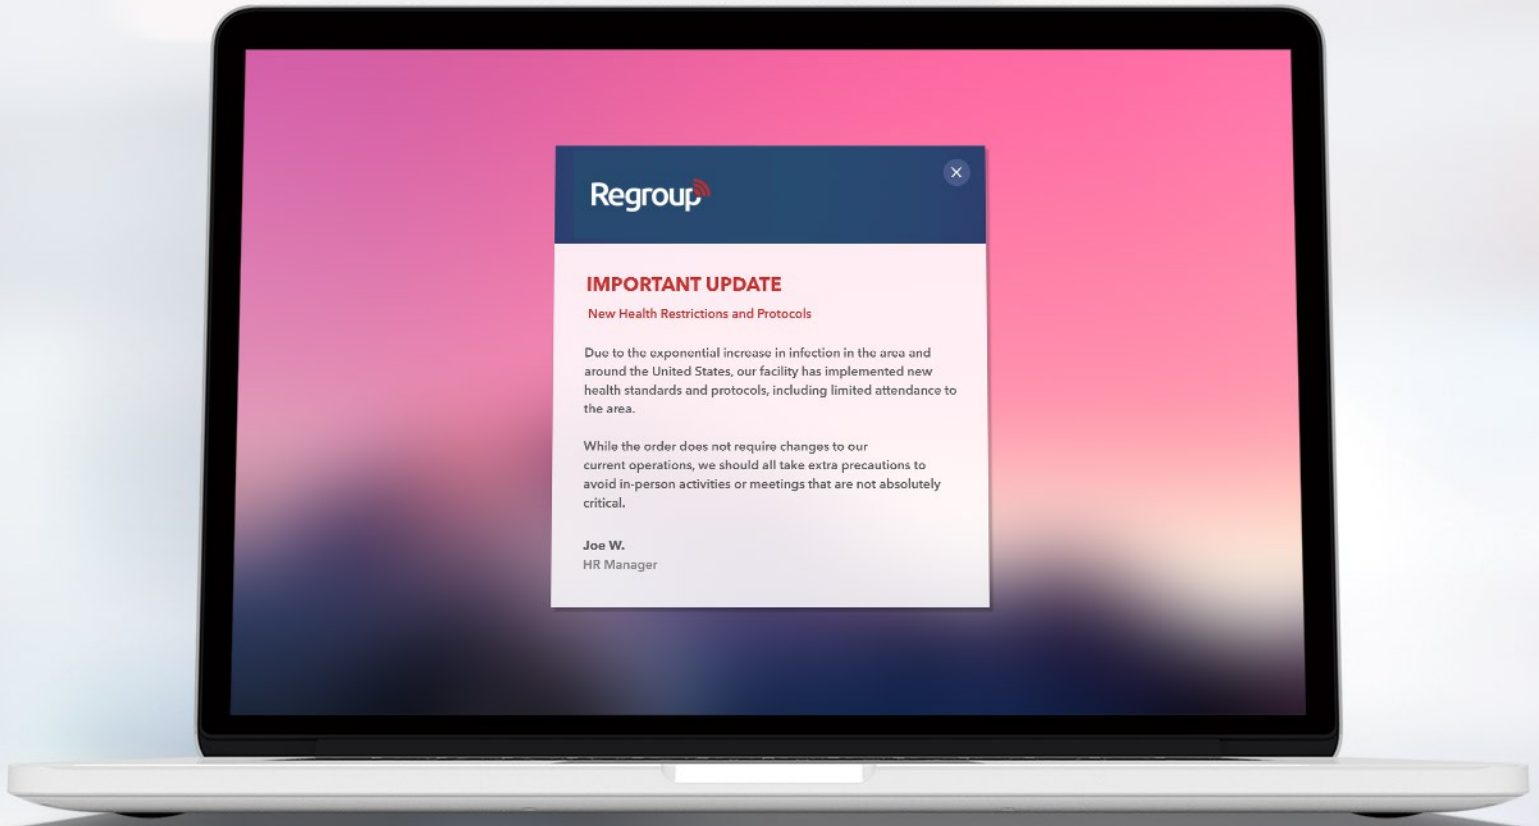 Regroup
IMPORTANT UPDATE
New Health Restrictions and Protocols
Due to the exponential increase in infection in the area and
around the United States, our facility has implemented new
health standards and protocols, including limited attendance to
the area.
While the order does not require changes to our
current operations, we should all take extra precautions to
avoid in-person activities or meetings that are not absolutely
critical.
Joe W.
HR Manager